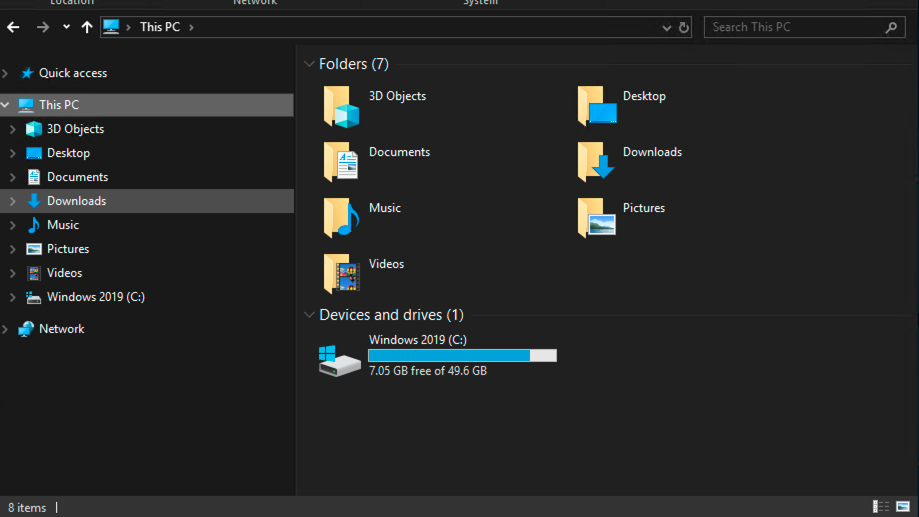 Location
Network
System
This PC
Search This PC
Quick access
This PC
3D Objects
Desktop
Documents
Downloads
Music
Pictures
Videos
Windows 2019 (C:)
Network
Folders (7)
3D Objects
Desktop
Documents
Downloads
Music
Pictures
Videos
Devices and drives (1)
Windows 2019 (C:)
7.05 GB free of 49.6 GB
8 items